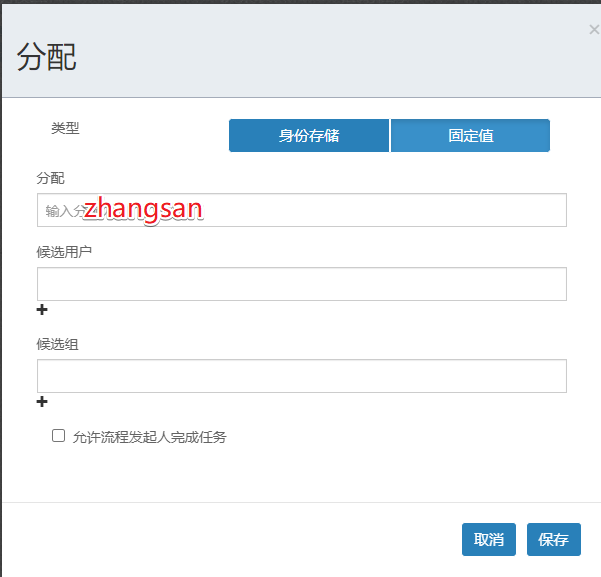 分配
类型
身份存储 固定值
分配
输入分 zhangsan
候选用户
候选组
允许流程发起人完成任务
取消 保存